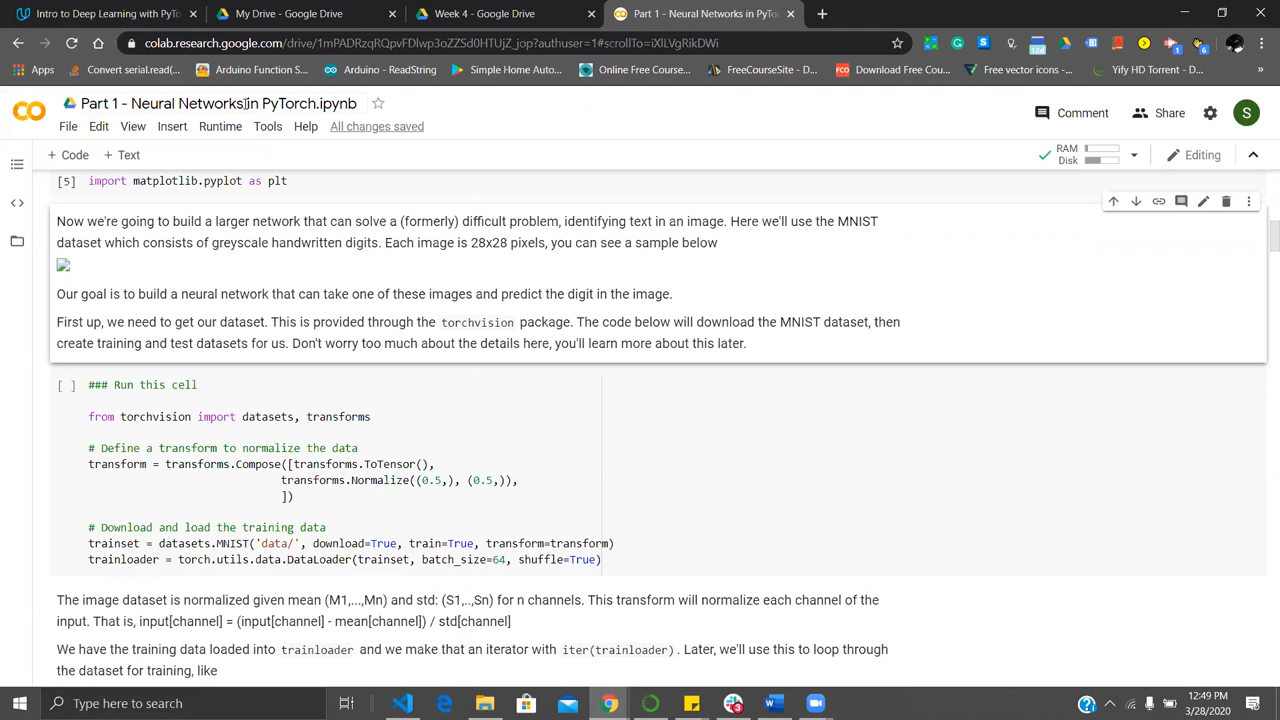 Intro to Deep Learning with PyTo
My Drive - Google Drive
Week 4 - Google Drive
Part 1 - Neural Networks in PyTor
colab.research.google.com/drive/1mPADRzqRQpvFDlwp3oZZSd0HTUjZ_jop?authuser=1#scrollTo=iXlLVgRikDWi
Apps
Convert serial.read(...
Arduino Function S...
Arduino - ReadString
Simple Home Auto...
Online Free Course...
FreeCourseSite - D...
Download Free Cou...
Free vector icons -...
Yify HD Torrent - D...
Part 1 - Neural Networks in PyTorch.ipynb
Comment
Share
S
File Edit View Insert Runtime Tools Help All changes saved
+ Code + Text
RAM
Disk
Editing
[5] import matplotlib.pyplot as plt
Now we're going to build a larger network that can solve a (formerly) difficult problem, identifying text in an image. Here we'll use the MNIST
dataset which consists of greyscale handwritten digits. Each image is 28x28 pixels, you can see a sample below
Our goal is to build a neural network that can take one of these images and predict the digit in the image.
First up, we need to get our dataset. This is provided through the torchvision package. The code below will download the MNIST dataset, then
create training and test datasets for us. Don't worry too much about the details here, you'll learn more about this later.
[ ] ### Run this cell
from torchvision import datasets, transforms
# Define a transform to normalize the data
transform = transforms.Compose([transforms.ToTensor(),
transforms.Normalize((0.5,), (0.5,)),
])
# Download and load the training data
trainset = datasets.MNIST('data/', download=True, train=True, transform=transform)
trainloader = torch.utils.data.DataLoader(trainset, batch_size=64, shuffle=True)
The image dataset is normalized given mean (M1,...,Mn) and std: (S1,..,Sn) for n channels. This transform will normalize each channel of the
input. That is, input[channel] = (input[channel] - mean[channel]) / std[channel]
We have the training data loaded into trainloader and we make that an iterator with iter(trainloader). Later, we'll use this to loop through
the dataset for training, like
Type here to search
12:49 PM
3/28/2020